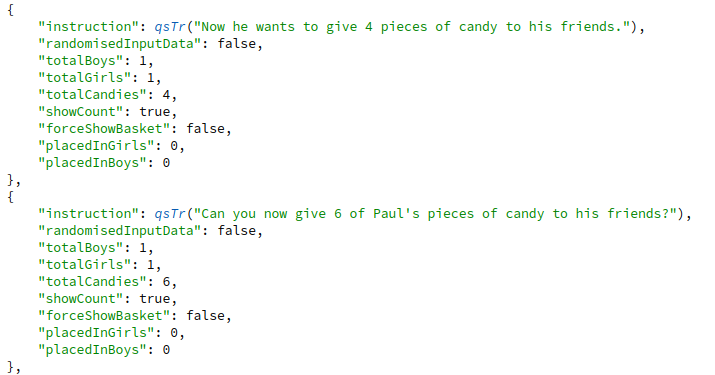 {
    "instruction": qsTr("Now he wants to give 4 pieces of candy to his friends."),
    "randomisedInputData": false,
    "totalBoys": 1,
    "totalGirls": 1,
    "totalCandies": 4,
    "showCount": true,
    "forceShowBasket": false,
    "placedInGirls": 0,
    "placedInBoys": 0
},
{
    "instruction": qsTr("Can you now give 6 of Paul's pieces of candy to his friends?"),
    "randomisedInputData": false,
    "totalBoys": 1,
    "totalGirls": 1,
    "totalCandies": 6,
    "showCount": true,
    "forceShowBasket": false,
    "placedInGirls": 0,
    "placedInBoys": 0
},